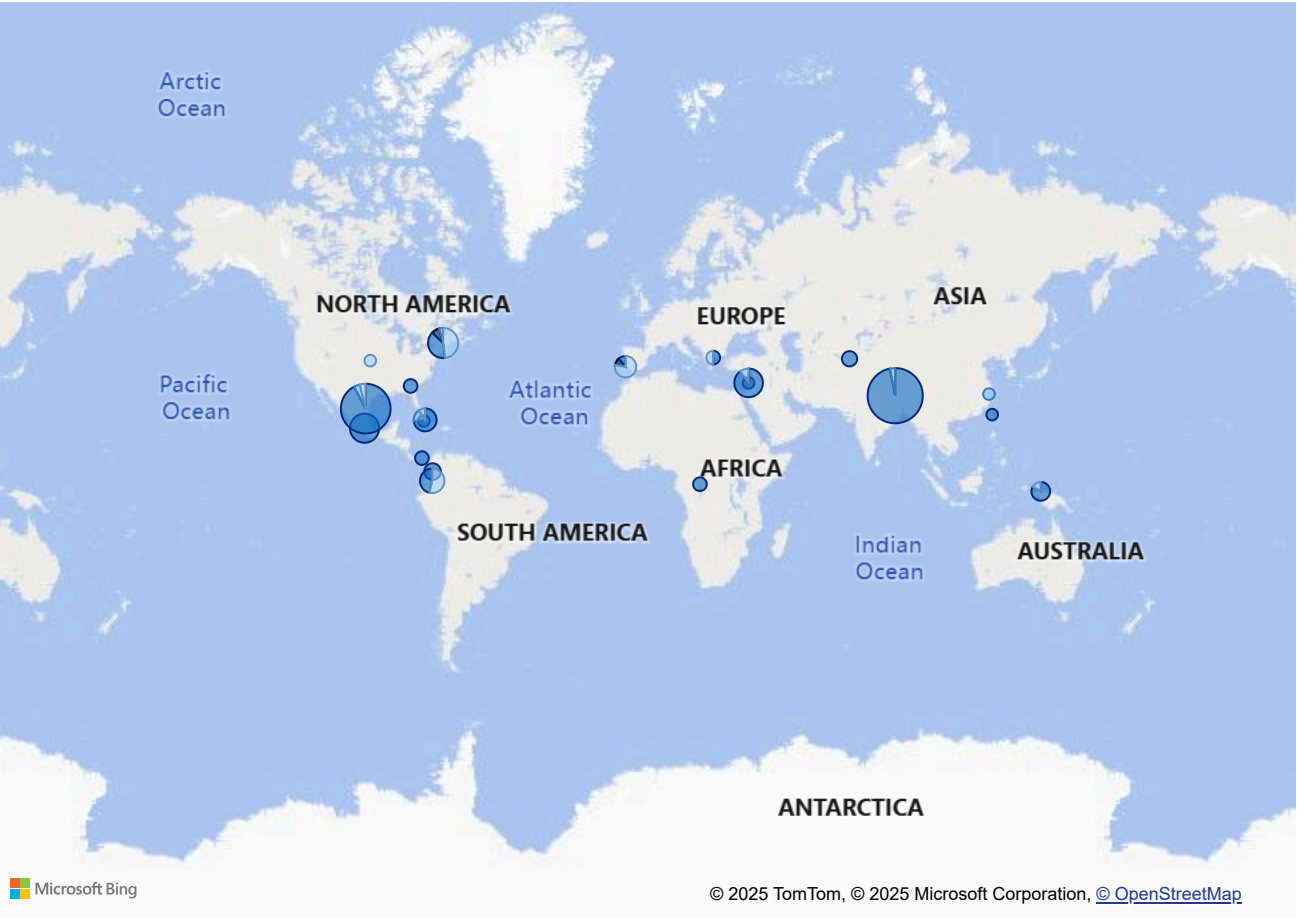 Arctic
Ocean
NORTH AMERICA
EUROPE
ASIA
Pacific
Ocean
Atlantic
Ocean
AFRICA
SOUTH AMERICA
Indian
Ocean
AUSTRALIA
ANTARCTICA
Microsoft Bing
© 2025 TomTom, © 2025 Microsoft Corporation, © OpenStreetMap